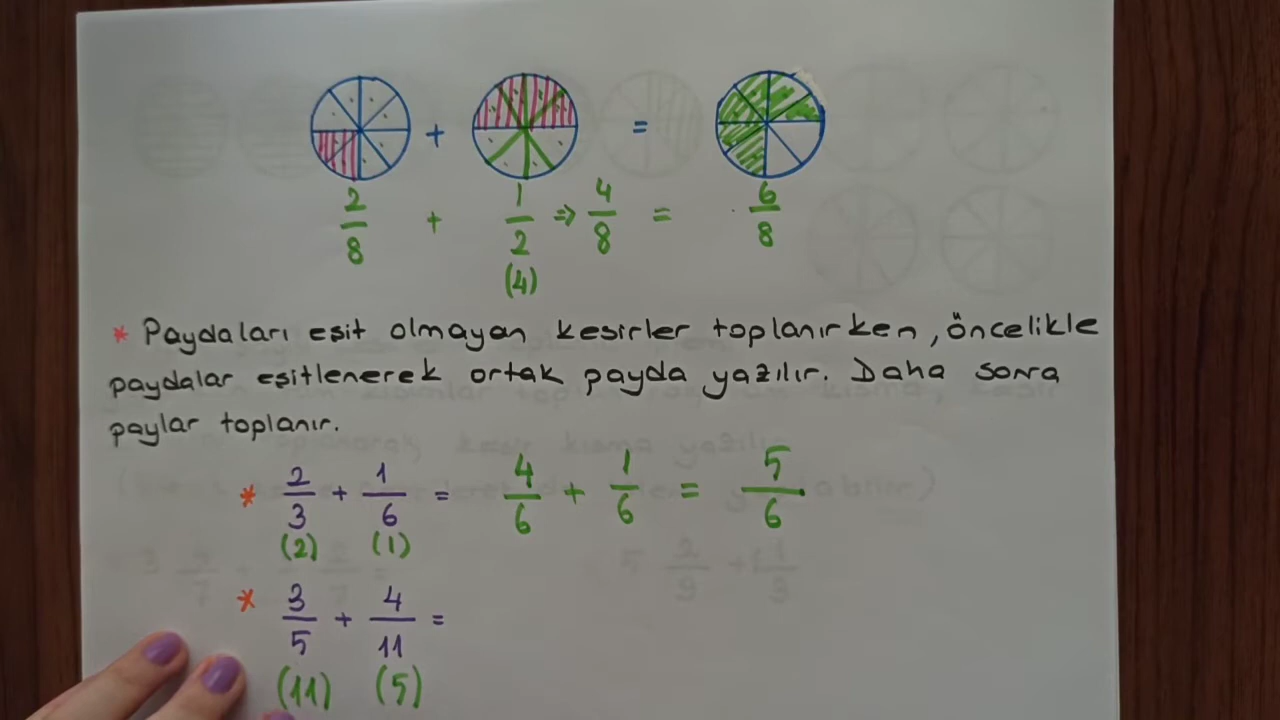 + =
2/8 + 1/2 ⇒ 4/8 = 6/8
(4)
* Paydaları eşit olmayan kesirler toplanırken, öncelikle
paydalar eşitlenerek ortak payda yazılır. Daha sonra
paylar toplanır.
* 2/3 + 1/6 = 4/6 + 1/6 = 5/6
(2) (1)
* 3/5 + 4/11 =
(11) (5)